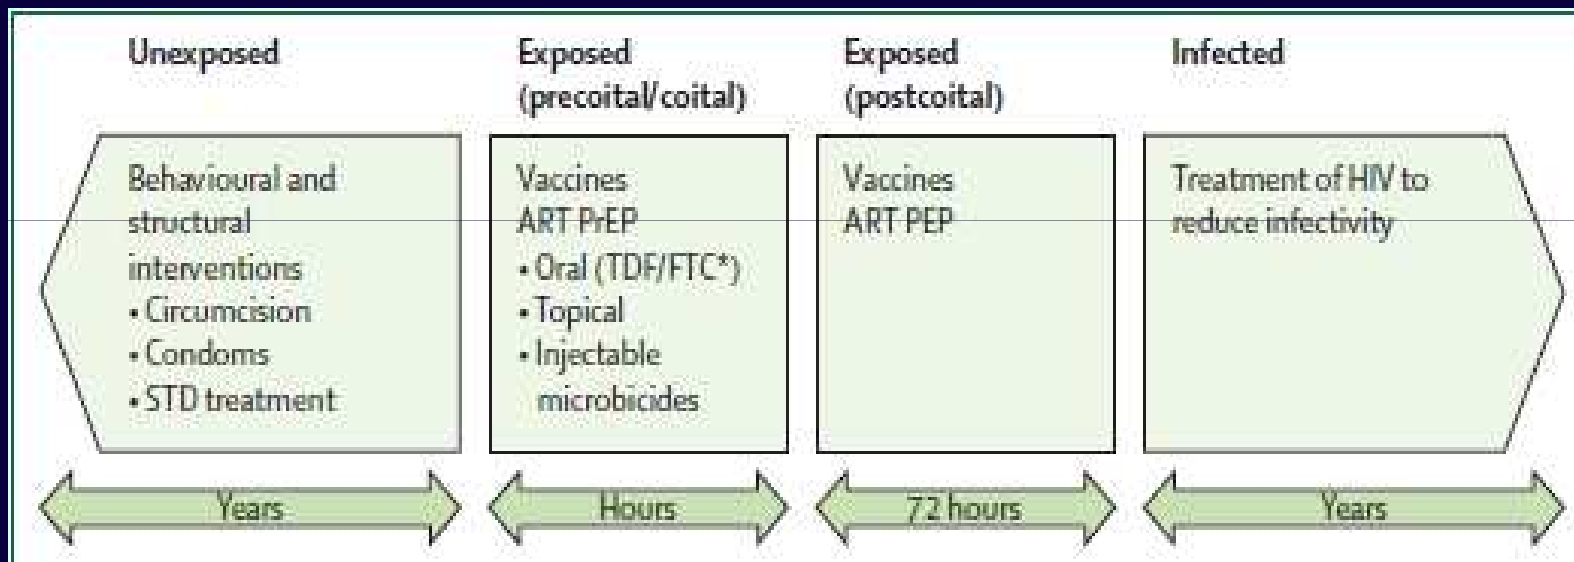 Unexposed
Exposed
(precoital/coital)
Exposed
(postcoital)
Infected
Behavioural and
structural
interventions
• Circumcision
• Condoms
• STD treatment
Vaccines
ART PrEP
• Oral (TDF/FTC*)
• Topical
• Injectable
microbicides
Vaccines
ART PEP
Treatment of HIV to
reduce infectivity
Years
Hours
72 hours
Years